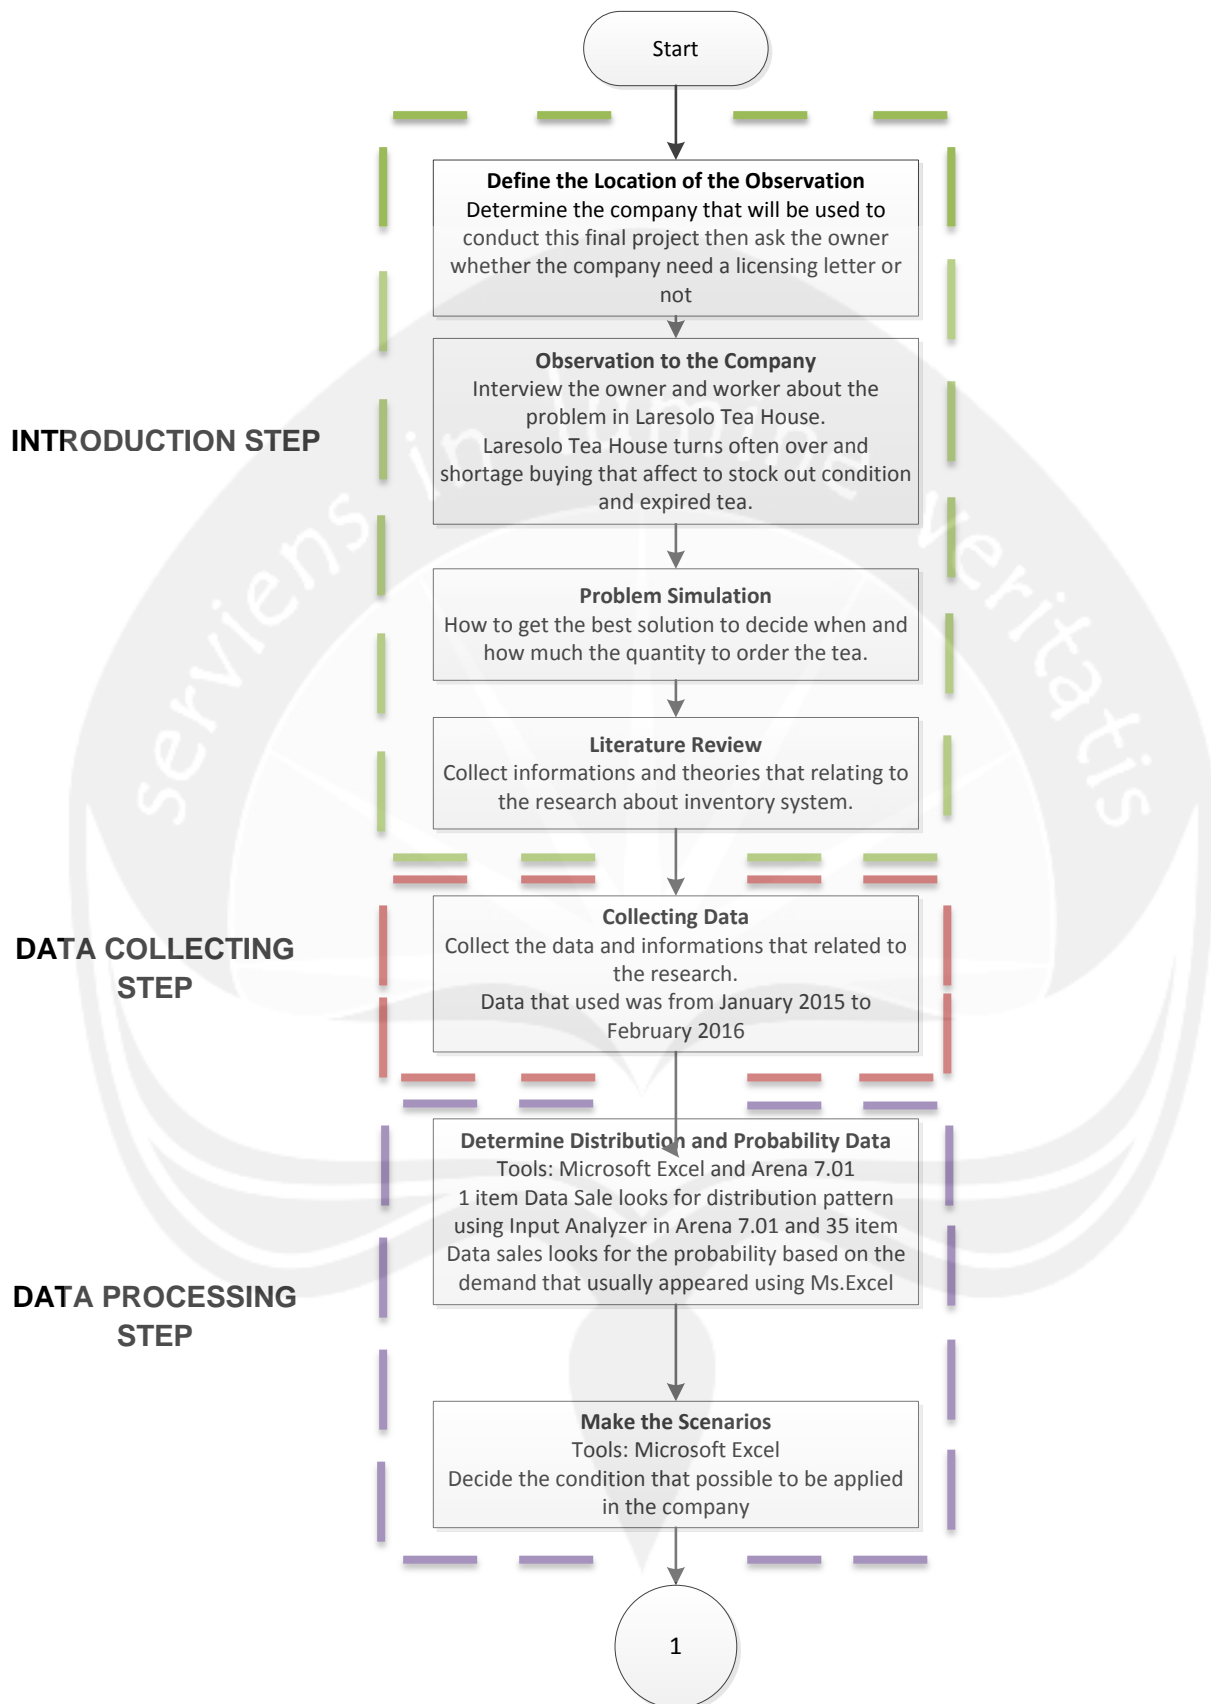 Start
Define the Location of the Observation
Determine the company that will be used to
conduct this final project then ask the owner
whether the company need a licensing letter or
not
INTRODUCTION STEP
Observation to the Company
Interview the owner and worker about the
problem in Laresolo Tea House.
Laresolo Tea House turns often over and
shortage buying that affect to stock out condition
and expired tea.
Problem Simulation
How to get the best solution to decide when and
how much the quantity to order the tea.
Literature Review
Collect informations and theories that relating to
the research about inventory system.
DATA COLLECTING
STEP
Collecting Data
Collect the data and informations that related to
the research.
Data that used was from January 2015 to
February 2016
DATA PROCESSING
STEP
Determine Distribution and Probability Data
Tools: Microsoft Excel and Arena 7.01
1 item Data Sale looks for distribution pattern
using Input Analyzer in Arena 7.01 and 35 item
Data sales looks for the probability based on the
demand that usually appeared using Ms.Excel
Make the Scenarios
Tools: Microsoft Excel
Decide the condition that possible to be applied
in the company
1
serviens in lumine veritatis